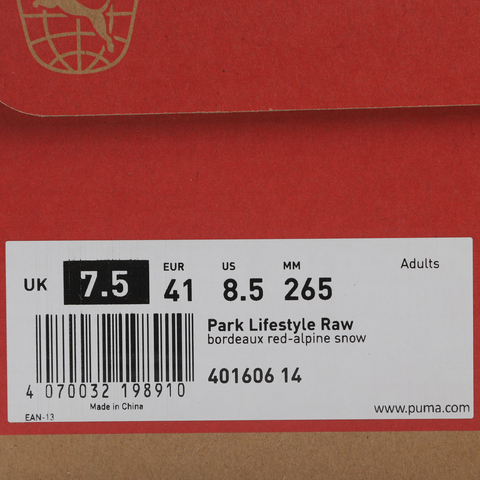 Adults
EUR US MM
UK 7.5 41 8.5 265
Park Lifestyle Raw
bordeaux red-alpine snow
401606 14
4 070032 198910
Made in China
EAN-13
www.puma.com